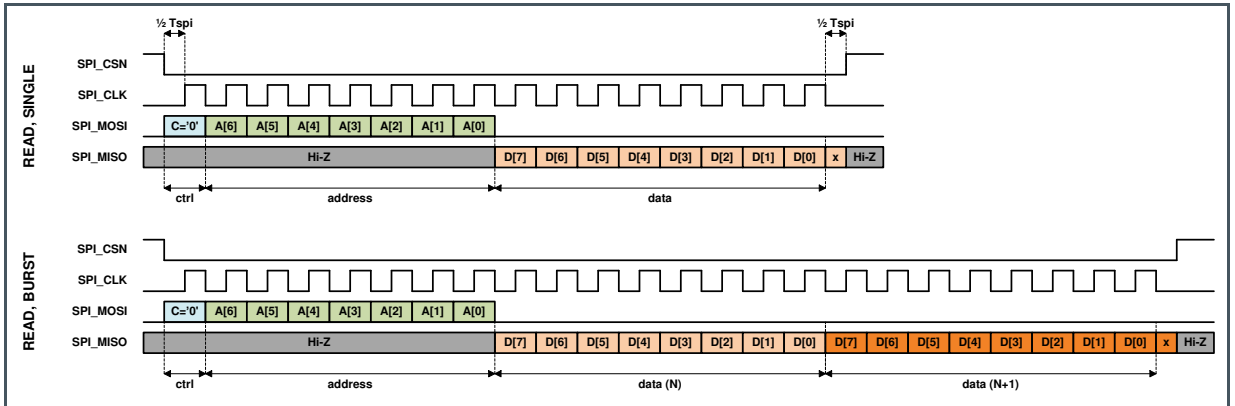 ½ Tspi ½ Tspi
READ, SINGLE
SPI_CSN
SPI_CLK
SPI_MOSI C='0' A[6] A[5] A[4] A[3] A[2] A[1] A[0]
SPI_MISO Hi-Z D[7] D[6] D[5] D[4] D[3] D[2] D[1] D[0] x Hi-Z
ctrl address data
READ, BURST
SPI_CSN
SPI_CLK
SPI_MOSI C='0' A[6] A[5] A[4] A[3] A[2] A[1] A[0]
SPI_MISO Hi-Z D[7] D[6] D[5] D[4] D[3] D[2] D[1] D[0] D[7] D[6] D[5] D[4] D[3] D[2] D[1] D[0] x Hi-Z
ctrl address data (N) data (N+1)